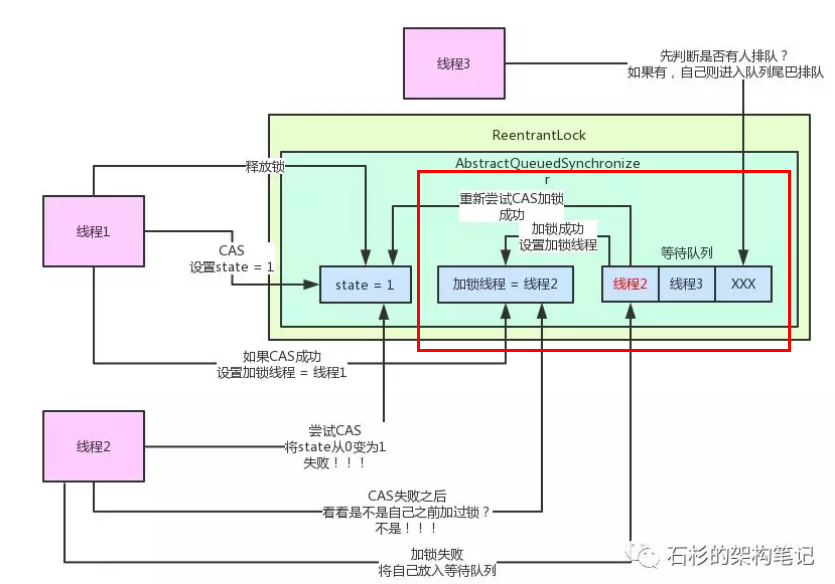 线程3
先判断是否有人排队？
如果有，自己则进入队列尾巴排队
ReentrantLock
AbstractQueuedSynchronize
r
释放锁
重新尝试CAS加锁
成功
加锁成功
设置加锁线程
线程1
CAS
设置state = 1
等待队列
state = 1
加锁线程 = 线程2
线程2
线程3
XXX
如果CAS成功
设置加锁线程 = 线程1
线程2
尝试CAS
将state从0变为1
失败！！！
CAS失败之后
看看是不是自己之前加过锁？
不是！！！
加锁失败
将自己放入等待队列
石杉的架构笔记